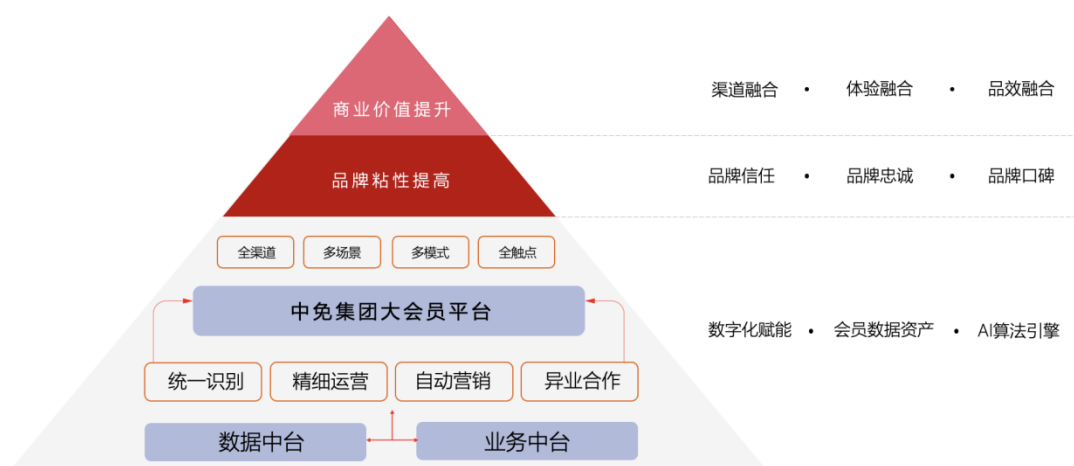 渠道融合 • 体验融合 • 品效融合
商业价值提升
品牌粘性提高
品牌信任 • 品牌忠诚 • 品牌口碑
全渠道 多场景 多模式 全触点
中免集团大会员平台
数字化赋能 • 会员数据资产 • AI算法引擎
统一识别 精细运营 自动营销 异业合作
数据中台 业务中台